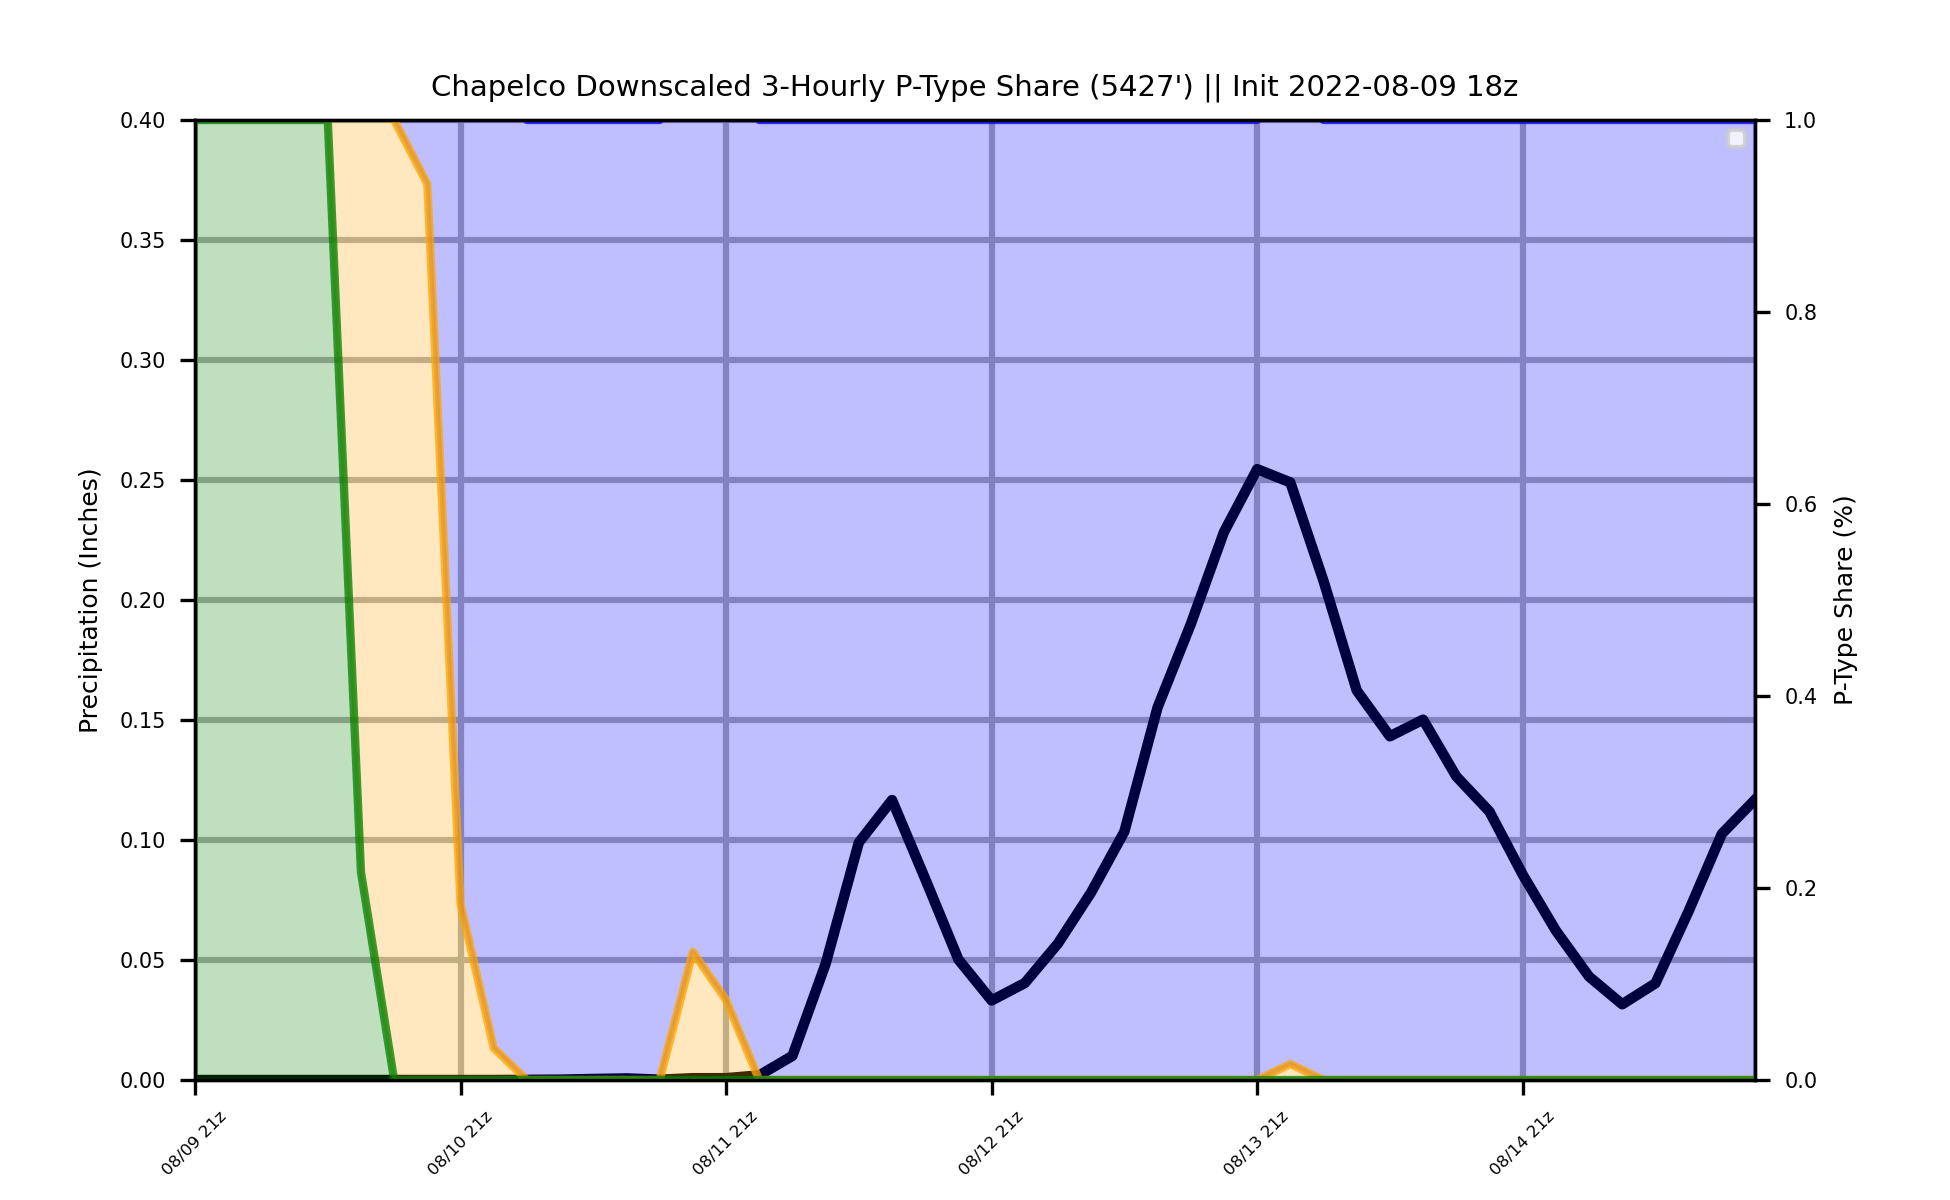 Chapelco Downscaled 3-Hourly P-Type Share (5427') || Init 2022-08-09 18z
0.40
0.35
0.30
0.25
0.20
0.15
0.10
0.05
0.00
Precipitation (Inches)
1.0
0.8
0.6
0.4
0.2
0.0
P-Type Share (%)
08/09 21z
08/10 21z
08/11 21z
08/12 21z
08/13 21z
08/14 21z